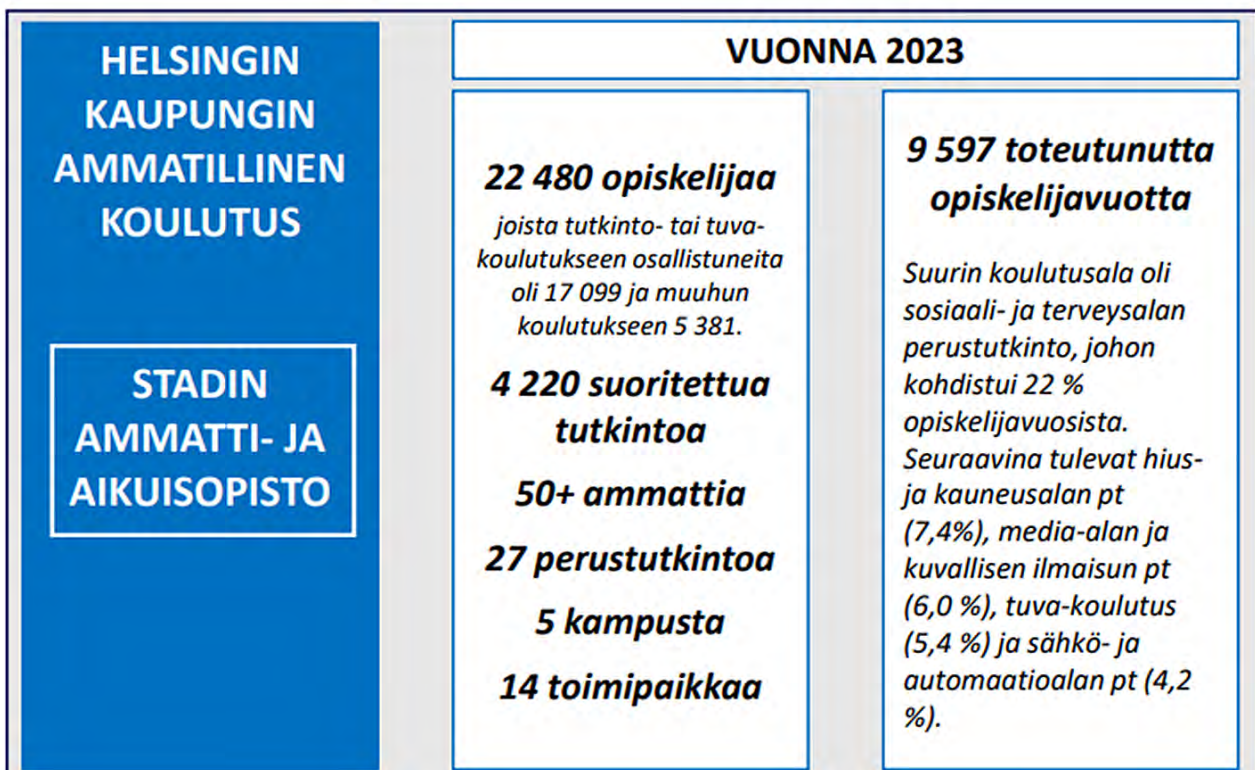 HELSINGIN
KAUPUNGIN
AMMATILLINEN
KOULUTUS
STADIN
AMMATTI- JA
AIKUISOPISTO
VUONNA 2023
22 480 opiskelijaa
joista tutkinto- tai tuva-
koulutukseen osallistuneita
oli 17 099 ja muuhun
koulutukseen 5 381.
4 220 suoritettua
tutkintoa
50+ ammattia
27 perustutkintoa
5 kampusta
14 toimipaikkaa
9 597 toteutunutta
opiskelijavuotta
Suurin koulutusala oli
sosiaali- ja terveysalan
perustutkinto, johon
kohdistui 22 %
opiskelijavuosista.
Seuraavina tulevat hius-
ja kauneusalan pt
(7,4%), media-alan ja
kuvallisen ilmaisun pt
(6,0 %), tuva-koulutus
(5,4 %) ja sähkö- ja
automaatioalan pt (4,2
%).